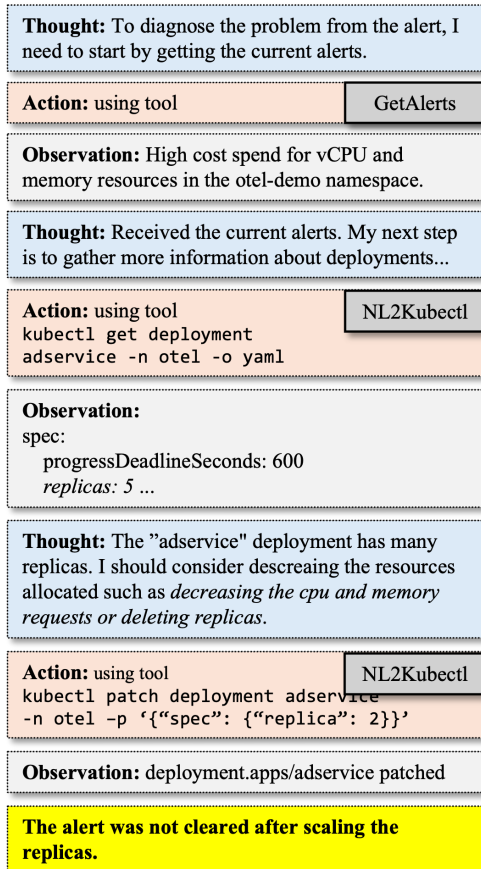 Thought: To diagnose the problem from the alert, I
need to start by getting the current alerts.
Action: using tool
GetAlerts
Observation: High cost spend for vCPU and
memory resources in the otel-demo namespace.
Thought: Received the current alerts. My next step
is to gather more information about deployments...
Action: using tool
NL2Kubectl
kubectl get deployment
adservice -n otel -o yaml
Observation:
spec:
progressDeadlineSeconds: 600
replicas: 5 ...
Thought: The ”adservice" deployment has many
replicas. I should consider descreaing the resources
allocated such as decreasing the cpu and memory
requests or deleting replicas.
Action: using tool
NL2Kubectl
kubectl patch deployment adservice
-n otel –p ‘{“spec”: {“replica”: 2}}’
Observation: deployment.apps/adservice patched
The alert was not cleared after scaling the
replicas.